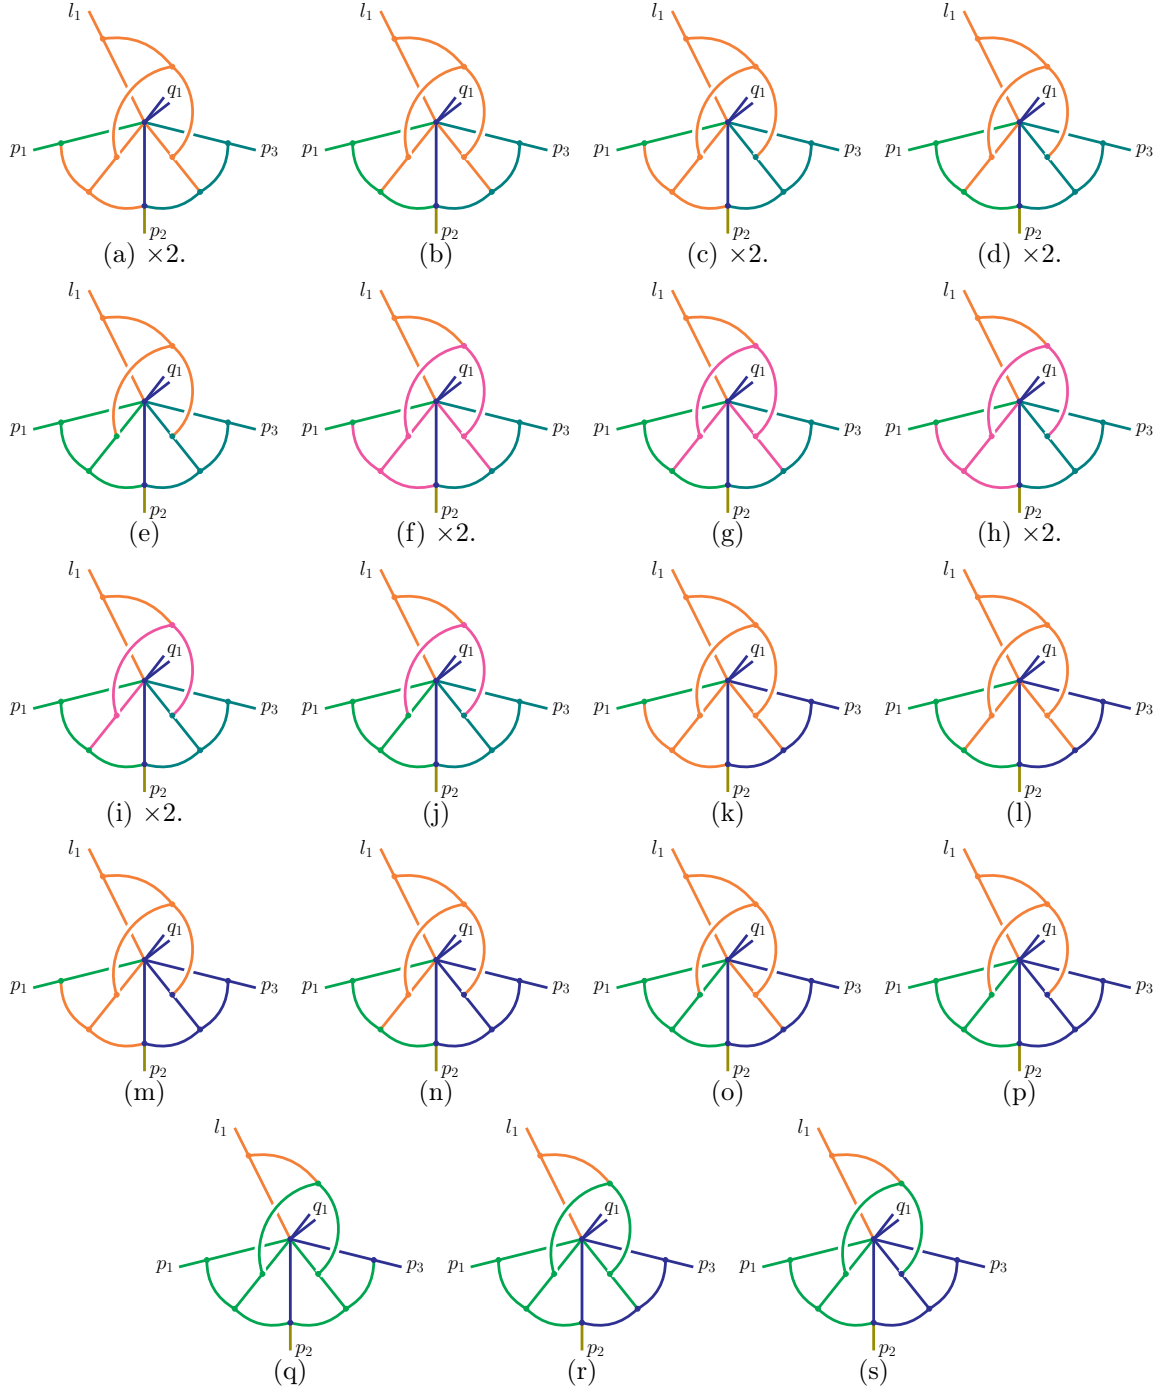 l₁ l₁ l₁ l₁
q₁ q₁ q₁ q₁
p₁ p₃ p₁ p₃ p₁ p₃ p₁ p₃
p₂ p₂ p₂ p₂
(a) ×2. (b) (c) ×2. (d) ×2.
l₁ l₁ l₁ l₁
q₁ q₁ q₁ q₁
p₁ p₃ p₁ p₃ p₁ p₃ p₁ p₃
p₂ p₂ p₂ p₂
(e) (f) ×2. (g) (h) ×2.
l₁ l₁ l₁ l₁
q₁ q₁ q₁ q₁
p₁ p₃ p₁ p₃ p₁ p₃ p₁ p₃
p₂ p₂ p₂ p₂
(i) ×2. (j) (k) (l)
l₁ l₁ l₁ l₁
q₁ q₁ q₁ q₁
p₁ p₃ p₁ p₃ p₁ p₃ p₁ p₃
p₂ p₂ p₂ p₂
(m) (n) (o) (p)
l₁ l₁ l₁
q₁ q₁ q₁
p₁ p₃ p₁ p₃ p₁ p₃
p₂ p₂ p₂
(q) (r) (s)